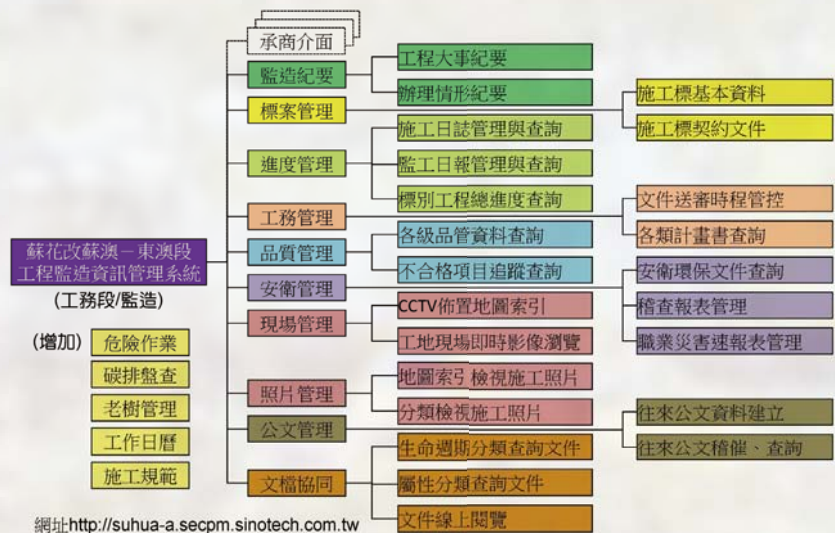 承商介面
監造紀要
工程大事紀要
辦理情形紀要
標案管理
施工標基本資料
施工標契約文件
進度管理
施工日誌管理與查詢
監工日報管理與查詢
標別工程總進度查詢
工務管理
文件送審時程管控
各類計畫書查詢
蘇花改蘇澳－東澳段
工程監造資訊管理系統
(工務段/監造)
品質管理
各級品管資料查詢
不合格項目追蹤查詢
安衛管理
安衛環保文件查詢
稽查報表管理
職業災害速報表管理
現場管理
CCTV佈置地圖索引
工地現場即時影像瀏覽
(增加)
危險作業
碳排盤查
老樹管理
工作日曆
施工規範
照片管理
地圖索引檢視施工照片
分類檢視施工照片
公文管理
往來公文資料建立
往來公文稽催、查詢
文檔協同
生命週期分類查詢文件
屬性分類查詢文件
文件線上閱覽
網址http://suhua-a.secpm.sinotech.com.tw